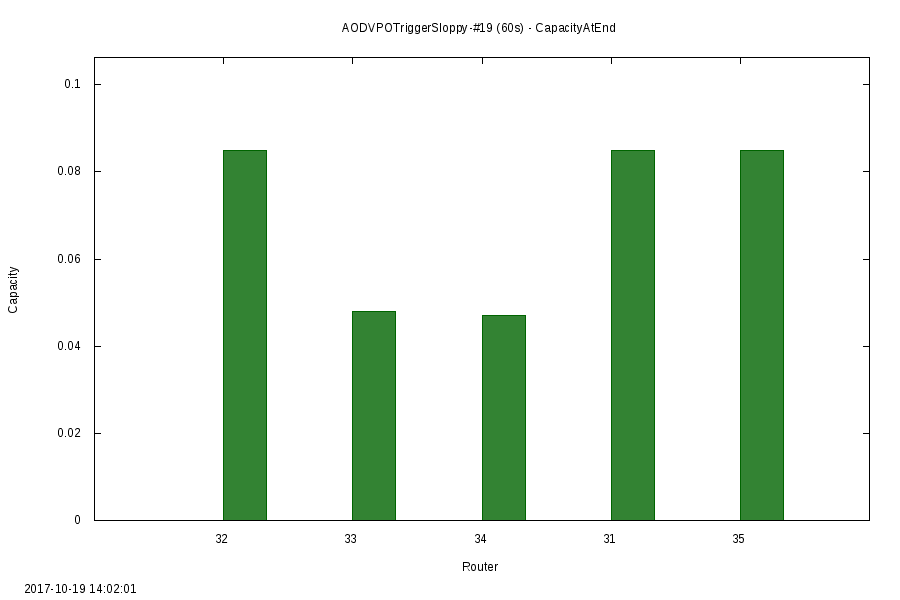 AODVPOTriggerSloppy-#19 (60s) - CapacityAtEnd
0.1
0.08
0.06
0.04
0.02
0
Capacity
32 33 34 31 35
Router
2017-10-19 14:02:01